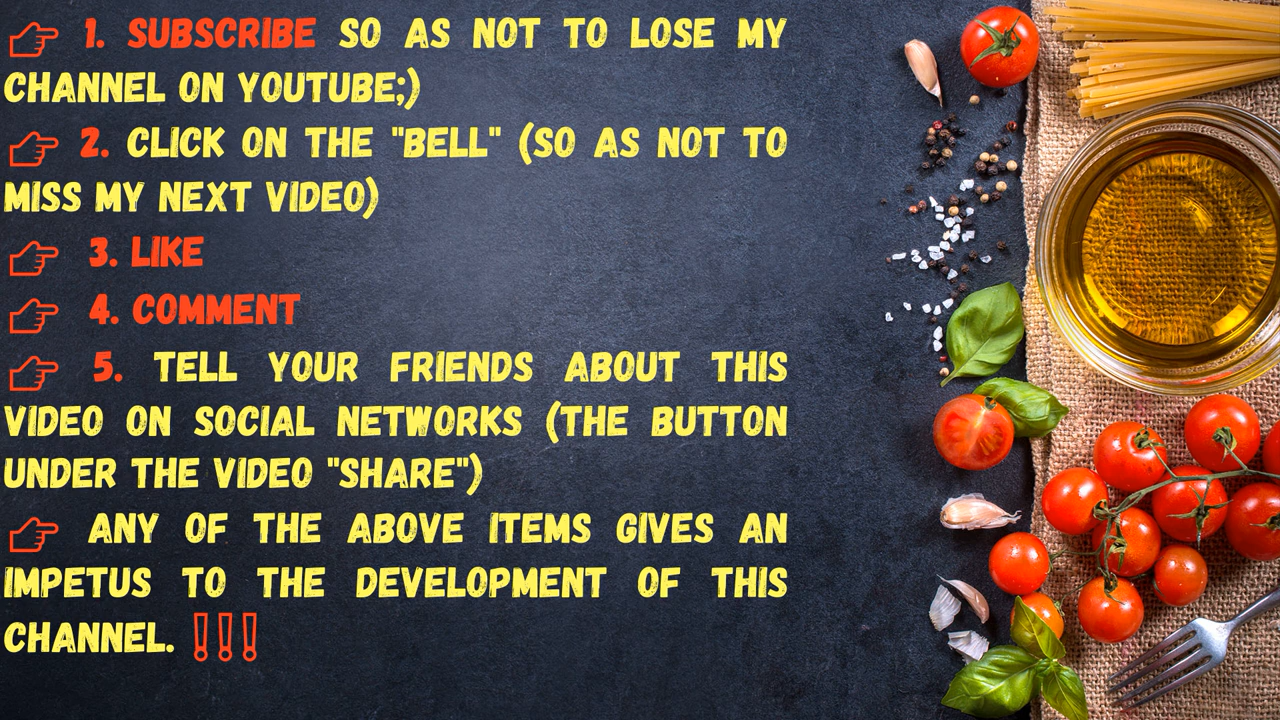 👉 1. SUBSCRIBE SO AS NOT TO LOSE MY
CHANNEL ON YOUTUBE;)
👉 2. CLICK ON THE "BELL" (SO AS NOT TO
MISS MY NEXT VIDEO)
👉 3. LIKE
👉 4. COMMENT
👉 5. TELL YOUR FRIENDS ABOUT THIS
VIDEO ON SOCIAL NETWORKS (THE BUTTON
UNDER THE VIDEO "SHARE")
👉 ANY OF THE ABOVE ITEMS GIVES AN
IMPETUS TO THE DEVELOPMENT OF THIS
CHANNEL. ❗❗❗